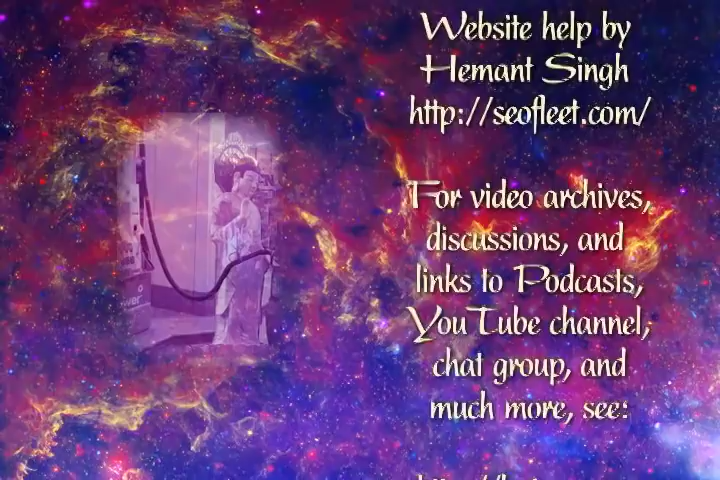 Website help by
Hemant Singh
http://seofleet.com/
For video archives,
discussions, and
links to Podcasts,
YouTube channel,
chat group, and
much more, see: